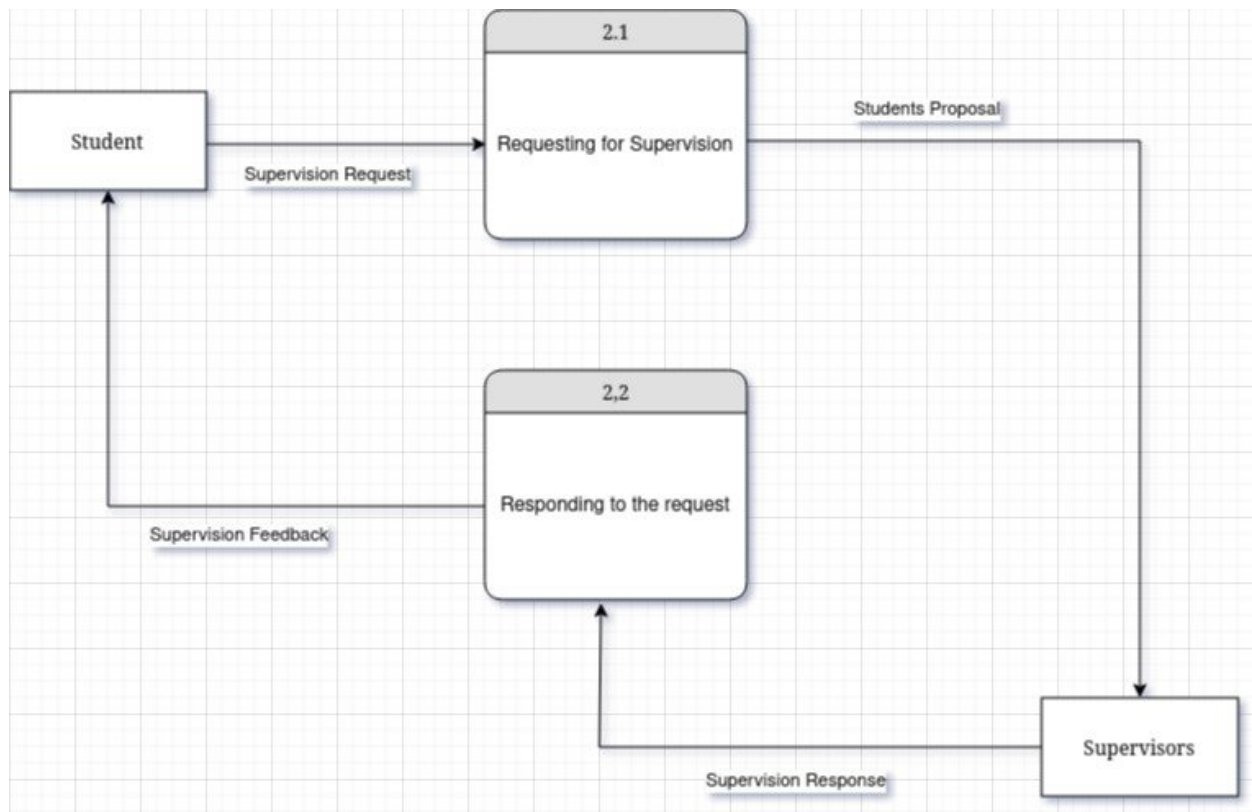 2.1
Students Proposal
Student
Requesting for Supervision
Supervision Request
2,2
Responding to the request
Supervision Feedback
Supervisors
Supervision Response